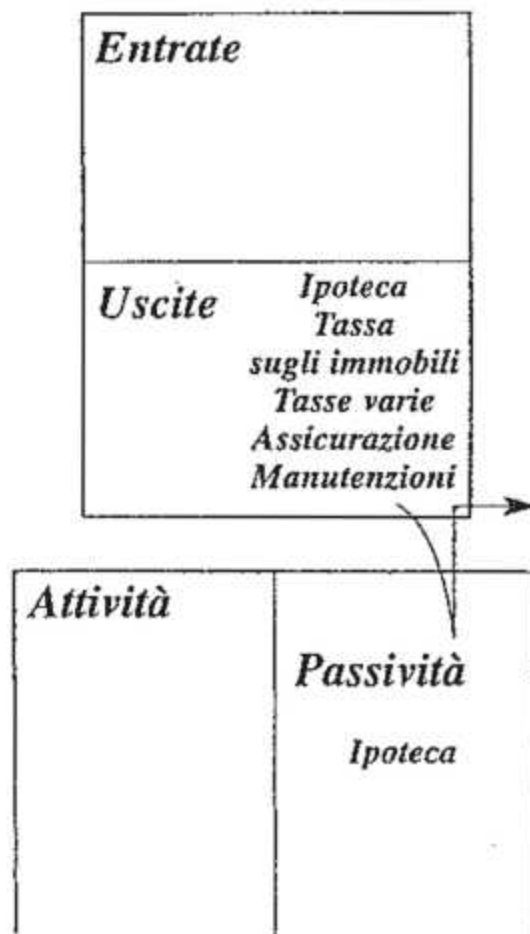 Entrate
Uscite
Ipoteca
Tassa
sugli immobili
Tasse varie
Assicurazione
Manutenzioni
Attività
Passività
Ipoteca